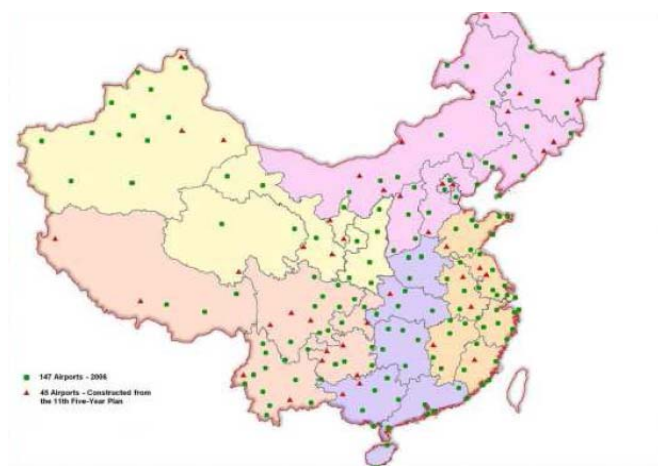 147 Airports - 2006
45 Airports - Constructed from
the 11th Five-Year Plan